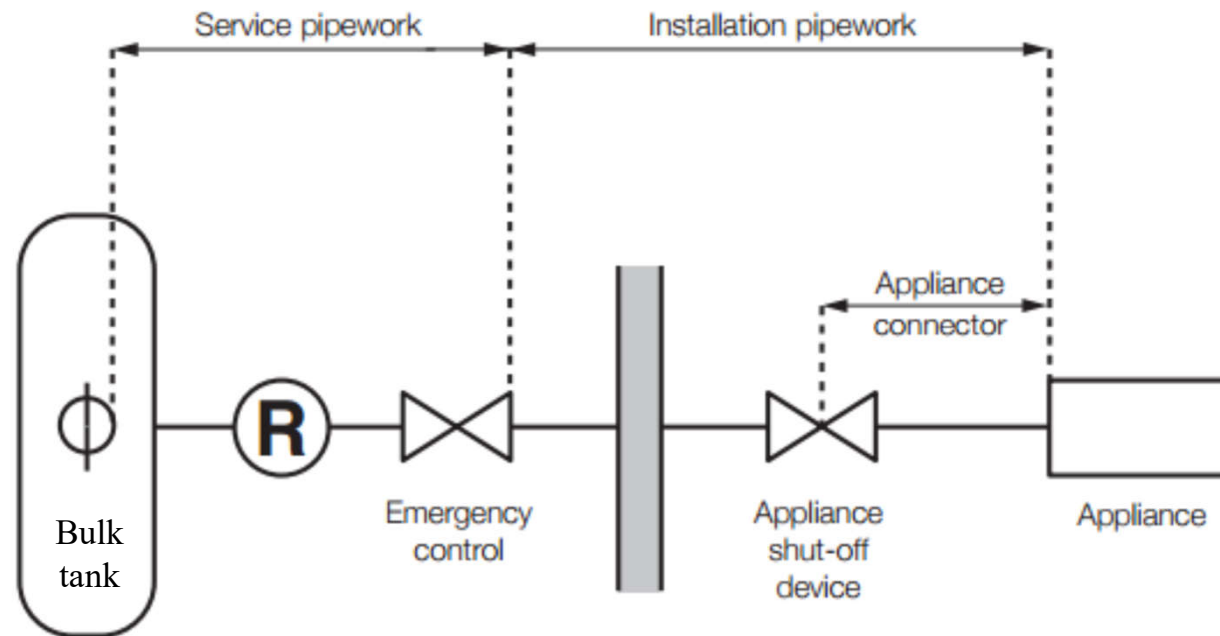 Service pipework
Installation pipework
Appliance
connector
R
Bulk
tank
Emergency
control
Appliance
shut-off
device
Appliance